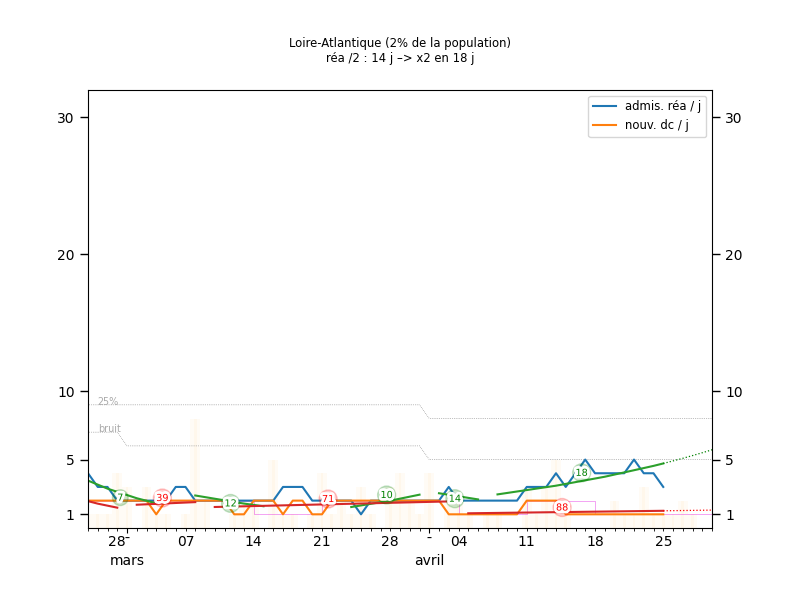 Loire-Atlantique (2% de la population)
réa /2 : 14 j –> x2 en 18 j
admis. réa / j
nouv. dc / j
30 30
20 20
10 10
25%
bruit
5 5
18
7 39 12 71 10 14 88
1 1
28 - 07 14 21 28 - 04 11 18 25
mars avril